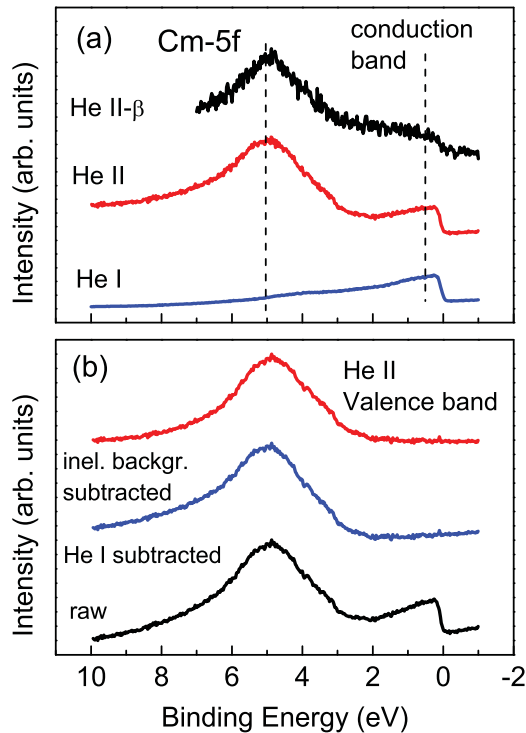 (a)
Cm-5f
conduction
band
He II-β
He II
He I
Intensity (arb. units)
(b)
He II
Valence band
inel. backgr.
subtracted
He I subtracted
raw
Intensity (arb. units)
10 8 6 4 2 0 -2
Binding Energy (eV)